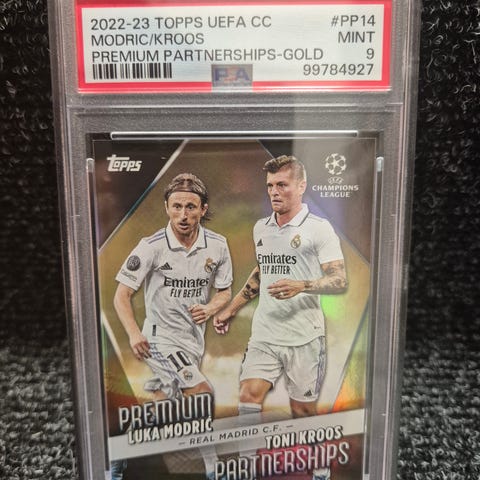 2022-23 TOPPS UEFA CC #PP14
MODRIC/KROOS MINT
PREMIUM PARTNERSHIPS-GOLD 9
PSA 99784927
Topps
CHAMPIONS
LEAGUE
Emirates
FLY BETTER
Emirates
FLY BETTER
10
PREMIUM
LUKA MODRIC
REAL MADRID C.F.
TONI KROOS
PARTNERSHIPS